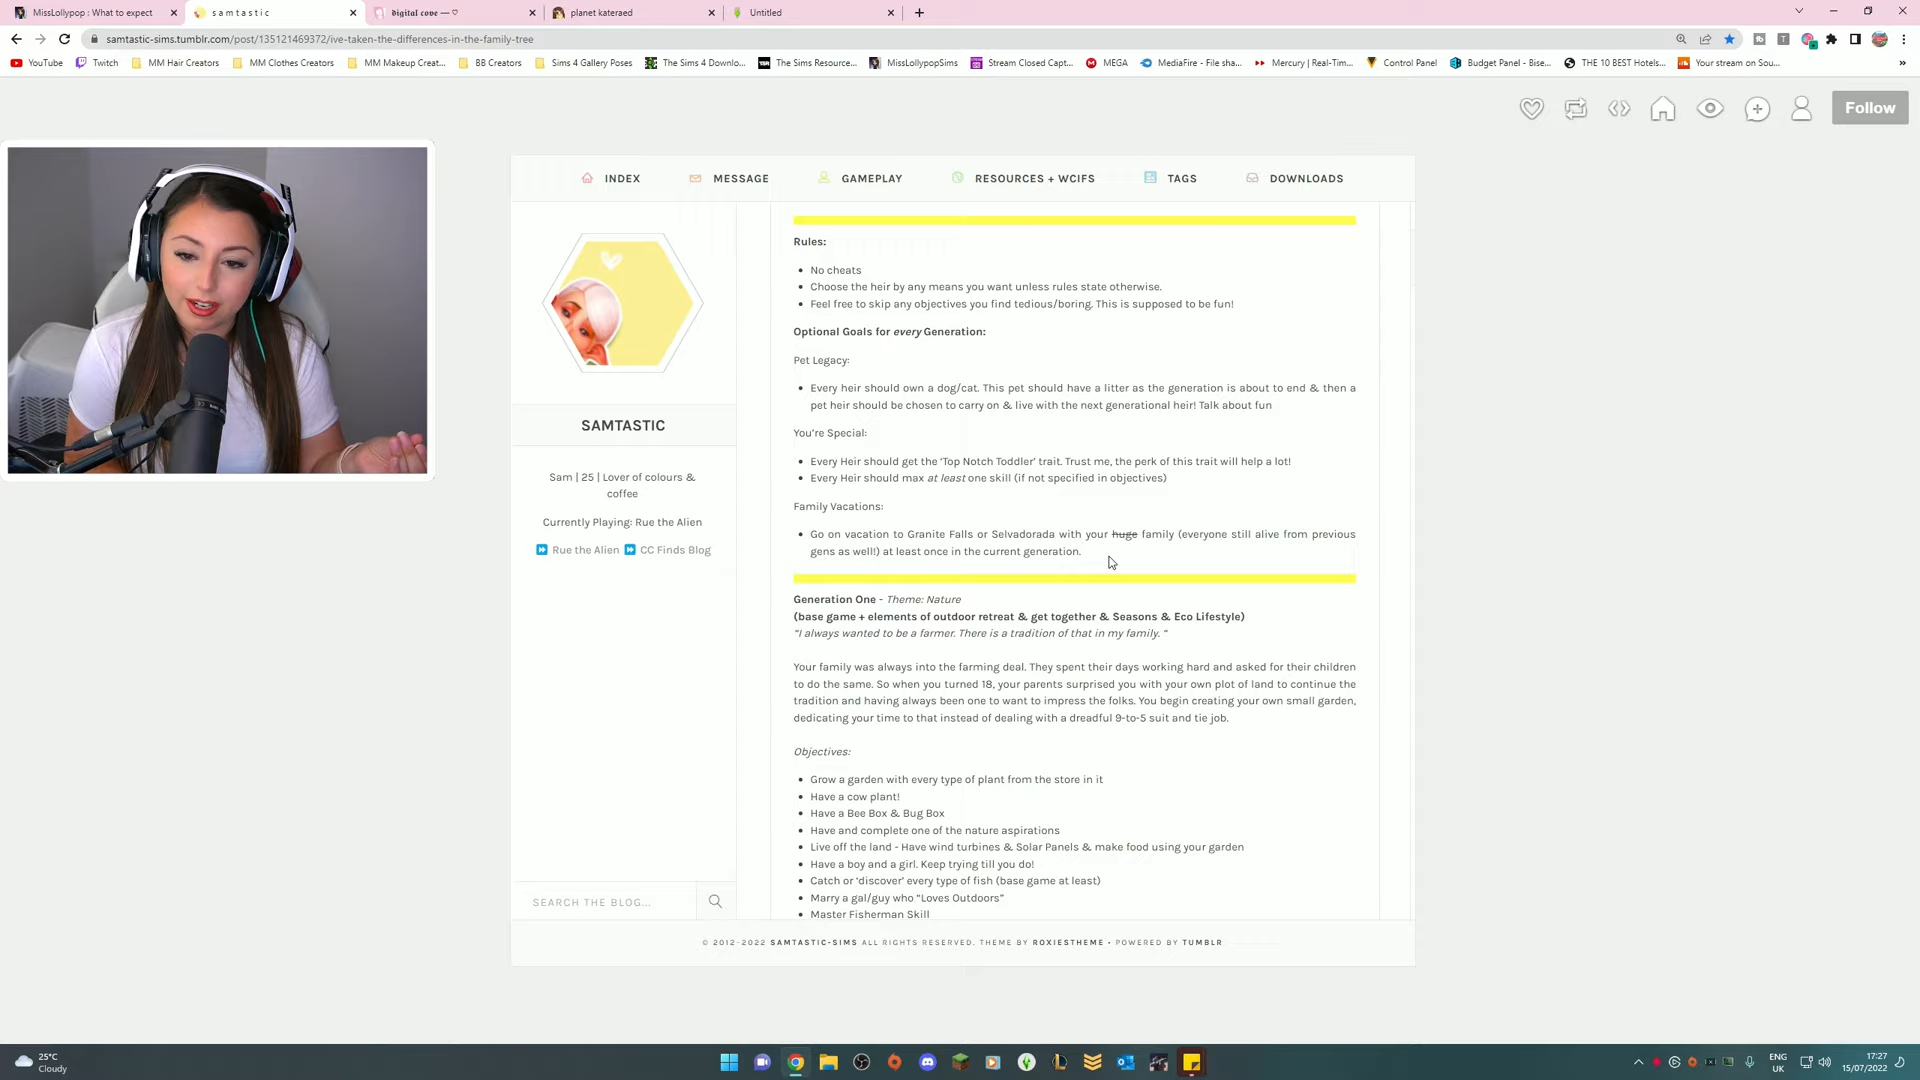 MissLollypop : What to expect
s a m t a s t i c
𝖉𝖎𝖌𝖎𝖙𝖆𝖑 𝖈𝖔𝖛𝖊 — ♡
planet kateraed
Untitled
samtastic-sims.tumblr.com/post/135121469372/ive-taken-the-differences-in-the-family-tree
YouTube
Twitch
MM Hair Creators
MM Clothes Creators
MM Makeup Creat...
BB Creators
Sims 4 Gallery Poses
The Sims 4 Downlo...
The Sims Resource...
MissLollypopSims
Stream Closed Capt...
MEGA
MediaFire - File sha...
Mercury | Real-Tim...
Control Panel
Budget Panel - Bise...
THE 10 BEST Hotels...
Your stream on Sou...
Follow
INDEX
MESSAGE
GAMEPLAY
RESOURCES + WCIFS
TAGS
DOWNLOADS
SAMTASTIC
Sam | 25 | Lover of colours &
coffee
Currently Playing: Rue the Alien
Rue the Alien
CC Finds Blog
SEARCH THE BLOG...
Rules:
No cheats
Choose the heir by any means you want unless rules state otherwise.
Feel free to skip any objectives you find tedious/boring. This is supposed to be fun!
Optional Goals for every Generation:
Pet Legacy:
Every heir should own a dog/cat. This pet should have a litter as the generation is about to end & then a
pet heir should be chosen to carry on & live with the next generational heir! Talk about fun
You're Special:
Every Heir should get the 'Top Notch Toddler' trait. Trust me, the perk of this trait will help a lot!
Every Heir should max at least one skill (if not specified in objectives)
Family Vacations:
Go on vacation to Granite Falls or Selvadorada with your huge family (everyone still alive from previous
gens as well!) at least once in the current generation.
Generation One - Theme: Nature
(base game + elements of outdoor retreat & get together & Seasons & Eco Lifestyle)
"I always wanted to be a farmer. There is a tradition of that in my family. "
Your family was always into the farming deal. They spent their days working hard and asked for their children
to do the same. So when you turned 18, your parents surprised you with your own plot of land to continue the
tradition and having always been one to want to impress the folks. You begin creating your own small garden,
dedicating your time to that instead of dealing with a dreadful 9-to-5 suit and tie job.
Objectives:
Grow a garden with every type of plant from the store in it
Have a cow plant!
Have a Bee Box & Bug Box
Have and complete one of the nature aspirations
Live off the land - Have wind turbines & Solar Panels & make food using your garden
Have a boy and a girl. Keep trying till you do!
Catch or 'discover' every type of fish (base game at least)
Marry a gal/guy who "Loves Outdoors"
Master Fisherman Skill
© 2012-2022 SAMTASTIC-SIMS ALL RIGHTS RESERVED. THEME BY ROXIESTHEME • POWERED BY TUMBLR
25°C
Cloudy
ENG
UK
17:27
15/07/2022